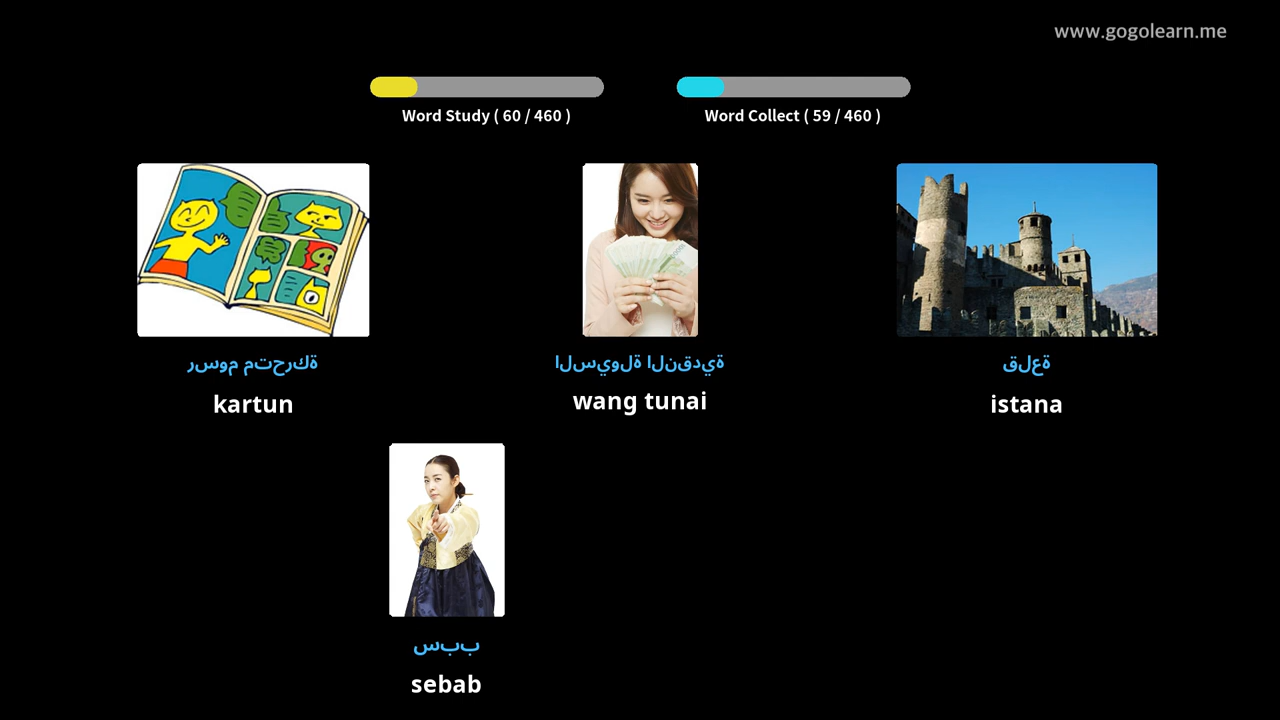 www.gogolearn.me
Word Study ( 60 / 460 )
Word Collect ( 59 / 460 )
رسوم متحركة
kartun
السيولة النقدية
wang tunai
قلعة
istana
سبب
sebab